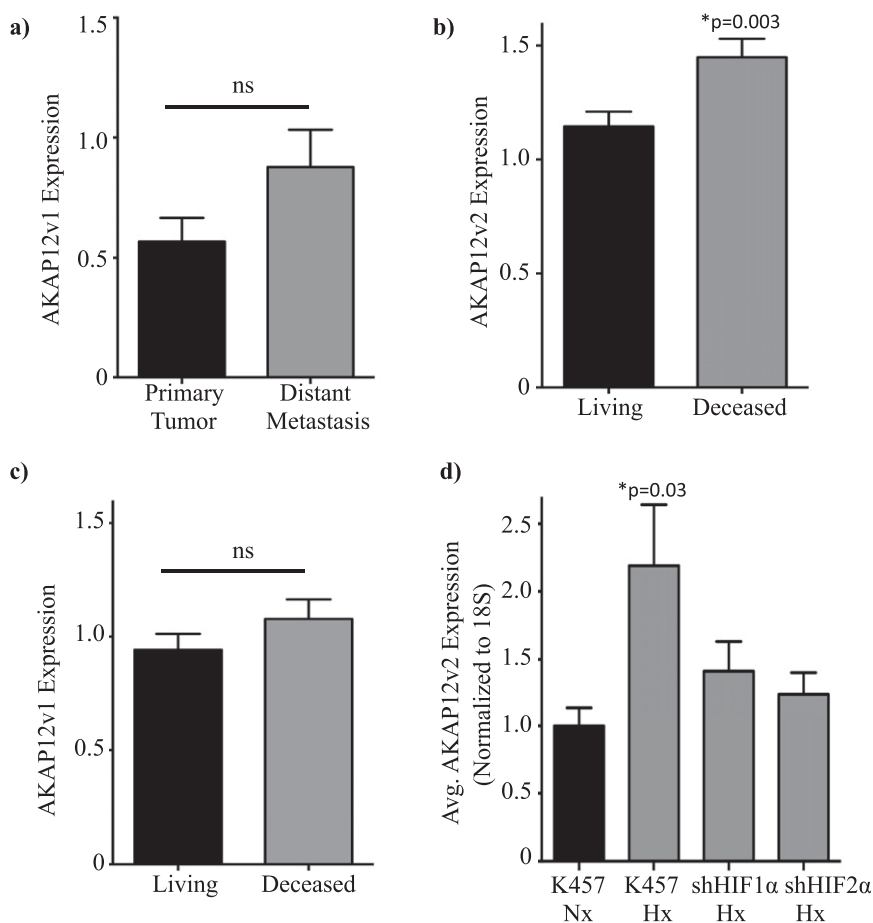 a)
AKAP12v1 Expression
1.5
1.0
0.5
0
ns
Primary
Tumor
Distant
Metastasis
b)
AKAP12v2 Expression
1.5
1.0
0.5
0
*p=0.003
Living
Deceased
c)
AKAP12v1 Expression
1.5
1.0
0.5
0
ns
Living
Deceased
d)
Avg. AKAP12v2 Expression
(Normalized to 18S)
2.5
2.0
1.5
1.0
0.5
0
*p=0.03
K457
Nx
K457
Hx
shHIF1α
Hx
shHIF2α
Hx